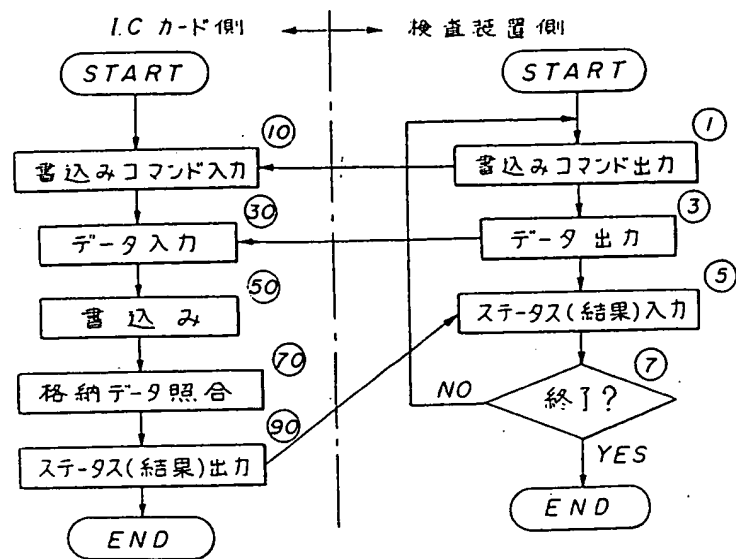 I.C カード側
検査装置側
START
START
10
1
書込みコマンド入力
書込みコマンド出力
30
3
データ入力
データ出力
50
5
書込み
ステータス(結果)入力
70
7
格納データ照合
NO
終了?
90
ステータス(結果)出力
YES
END
END